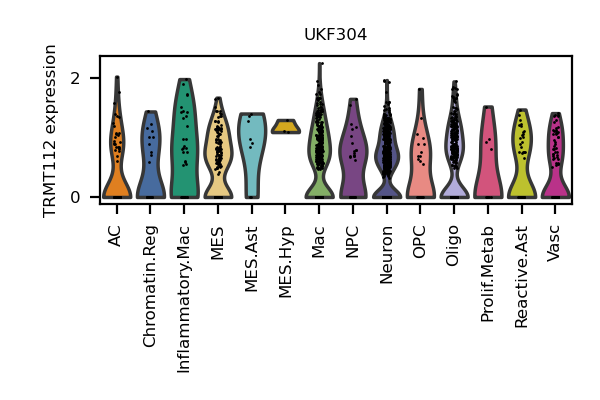 UKF304
TRMT112 expression
2
0
AC
Chromatin.Reg
Inflammatory.Mac
MES
MES.Ast
MES.Hyp
Mac
NPC
Neuron
OPC
Oligo
Prolif.Metab
Reactive.Ast
Vasc